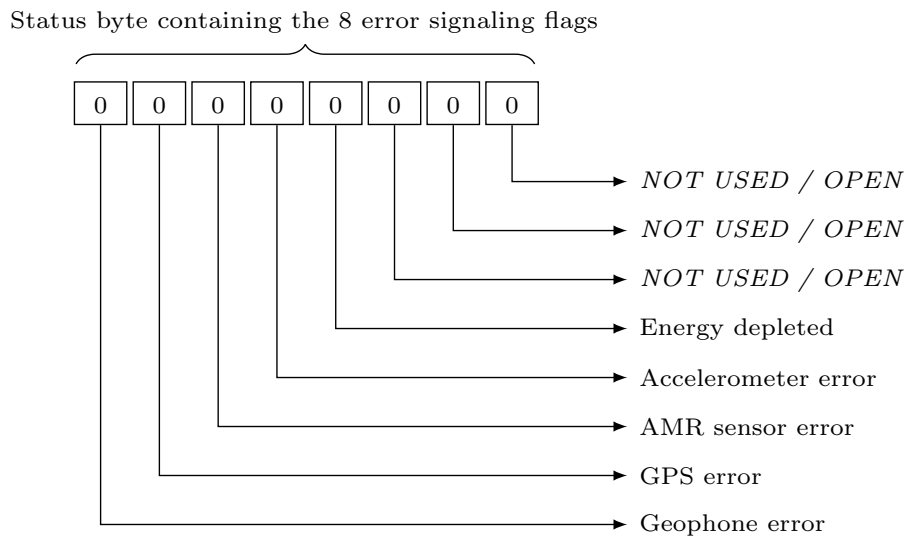 Status byte containing the 8 error signaling flags
0 0 0 0 0 0 0 0
NOT USED / OPEN
NOT USED / OPEN
NOT USED / OPEN
Energy depleted
Accelerometer error
AMR sensor error
GPS error
Geophone error